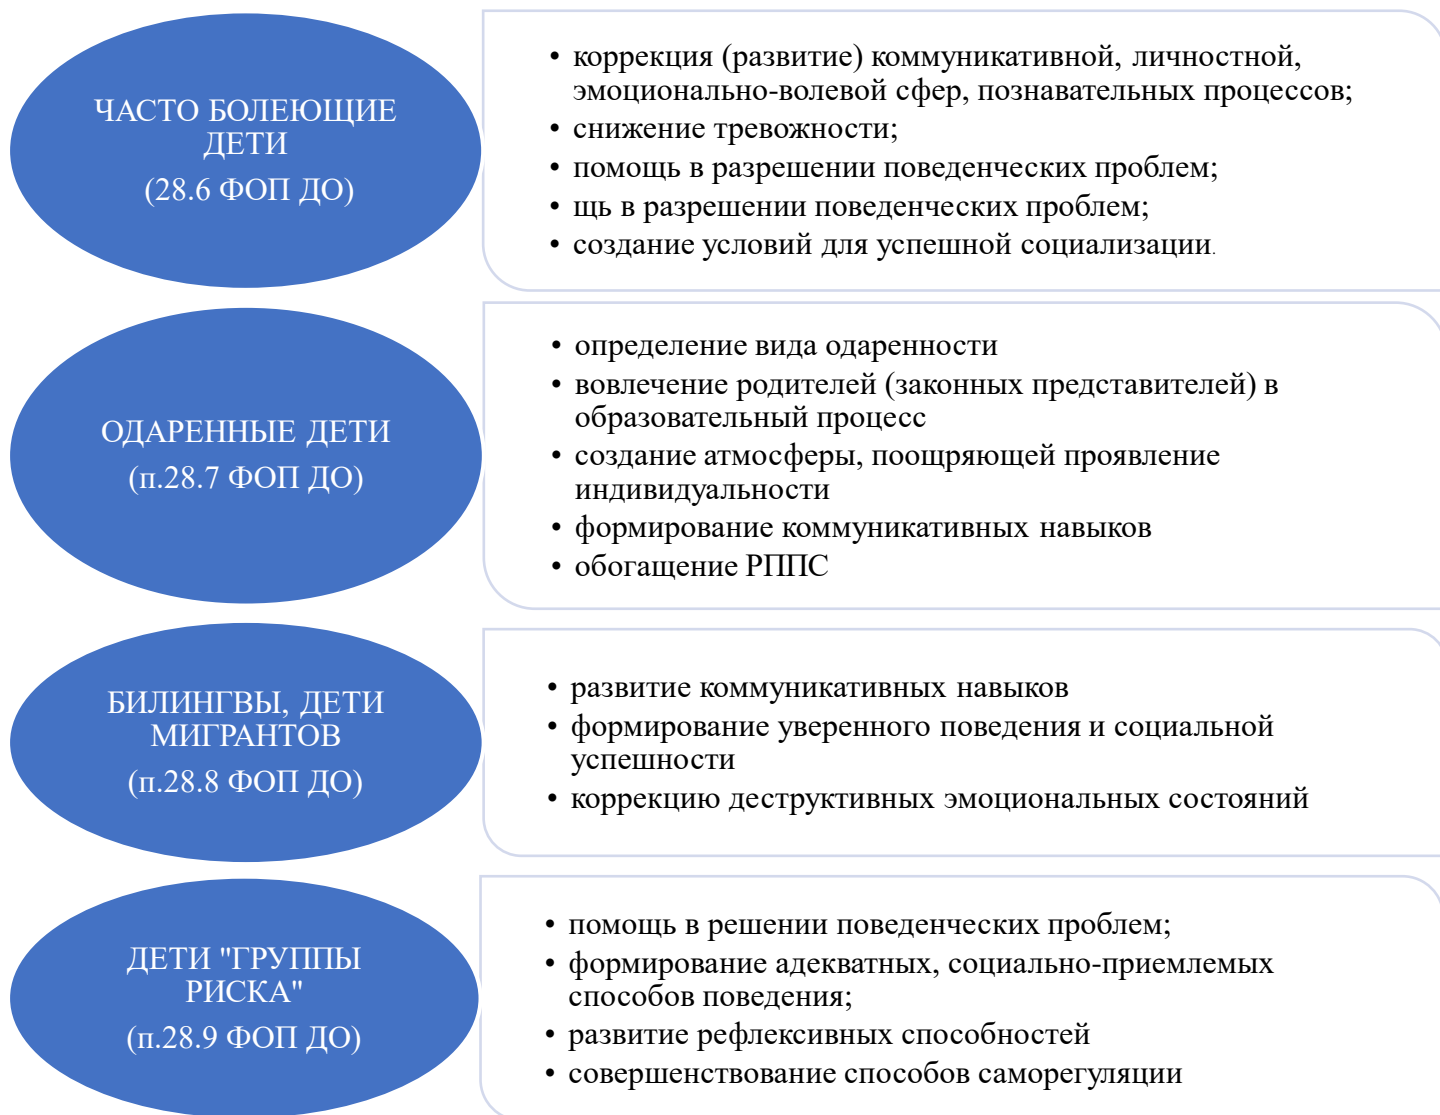 ЧАСТО БОЛЕЮЩИЕ
ДЕТИ
(28.6 ФОП ДО)
• коррекция (развитие) коммуникативной, личностной,
эмоционально-волевой сфер, познавательных процессов;
• снижение тревожности;
• помощь в разрешении поведенческих проблем;
• щь в разрешении поведенческих проблем;
• создание условий для успешной социализации.
ОДАРЕННЫЕ ДЕТИ
(п.28.7 ФОП ДО)
• определение вида одаренности
• вовлечение родителей (законных представителей) в
образовательный процесс
• создание атмосферы, поощряющей проявление
индивидуальности
• формирование коммуникативных навыков
• обогащение РППС
БИЛИНГВЫ, ДЕТИ
МИГРАНТОВ
(п.28.8 ФОП ДО)
• развитие коммуникативных навыков
• формирование уверенного поведения и социальной
успешности
• коррекцию деструктивных эмоциональных состояний
ДЕТИ "ГРУППЫ
РИСКА"
(п.28.9 ФОП ДО)
• помощь в решении поведенческих проблем;
• формирование адекватных, социально-приемлемых
способов поведения;
• развитие рефлексивных способностей
• совершенствование способов саморегуляции